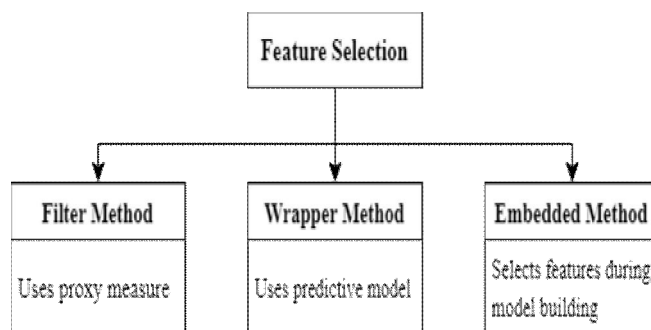 Feature Selection
Filter Method
Uses proxy measure
Wrapper Method
Uses predictive model
Embedded Method
Selects features during
model building